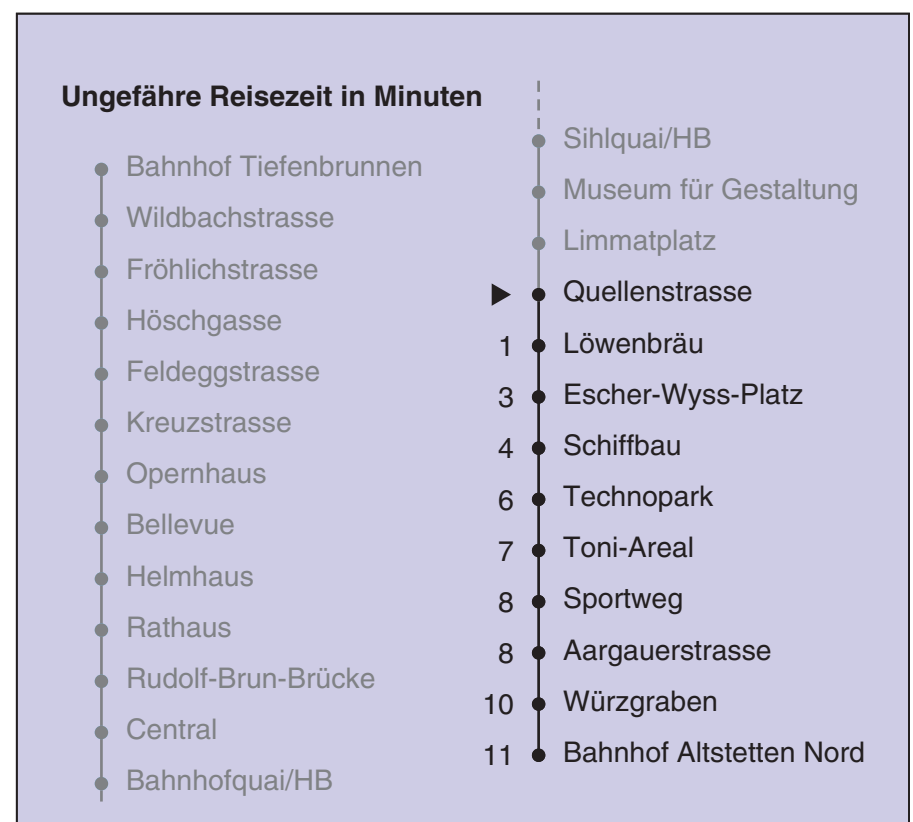 Ungefähre Reisezeit in Minuten
Bahnhof Tiefenbrunnen
Wildbachstrasse
Fröhlichstrasse
Höschgasse
Feldeggstrasse
Kreuzstrasse
Opernhaus
Bellevue
Helmhaus
Rathaus
Rudolf-Brun-Brücke
Central
Bahnhofquai/HB
Sihlquai/HB
Museum für Gestaltung
Limmatplatz
Quellenstrasse
1 Löwenbräu
3 Escher-Wyss-Platz
4 Schiffbau
6 Technopark
7 Toni-Areal
8 Sportweg
8 Aargauerstrasse
10 Würzgraben
11 Bahnhof Altstetten Nord